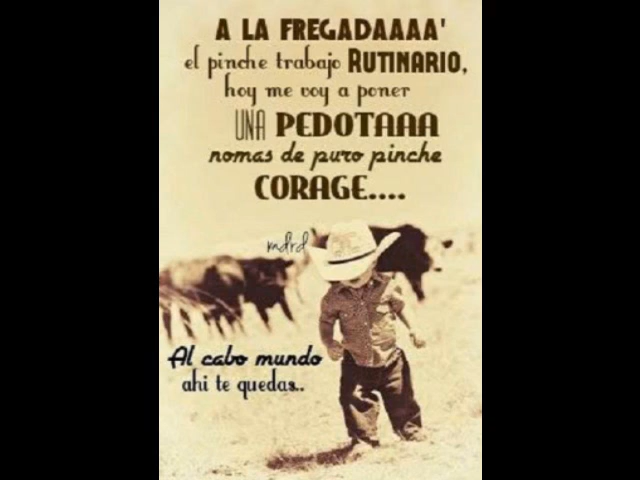 A LA FREGADAAAA'
el pinche trabajo RUTINARIO,
hoy me voy a poner
UNA PEDOTAAA
nomas de puro pinche
CORAGE....
mdrd
Al cabo mundo
ahi te quedas..